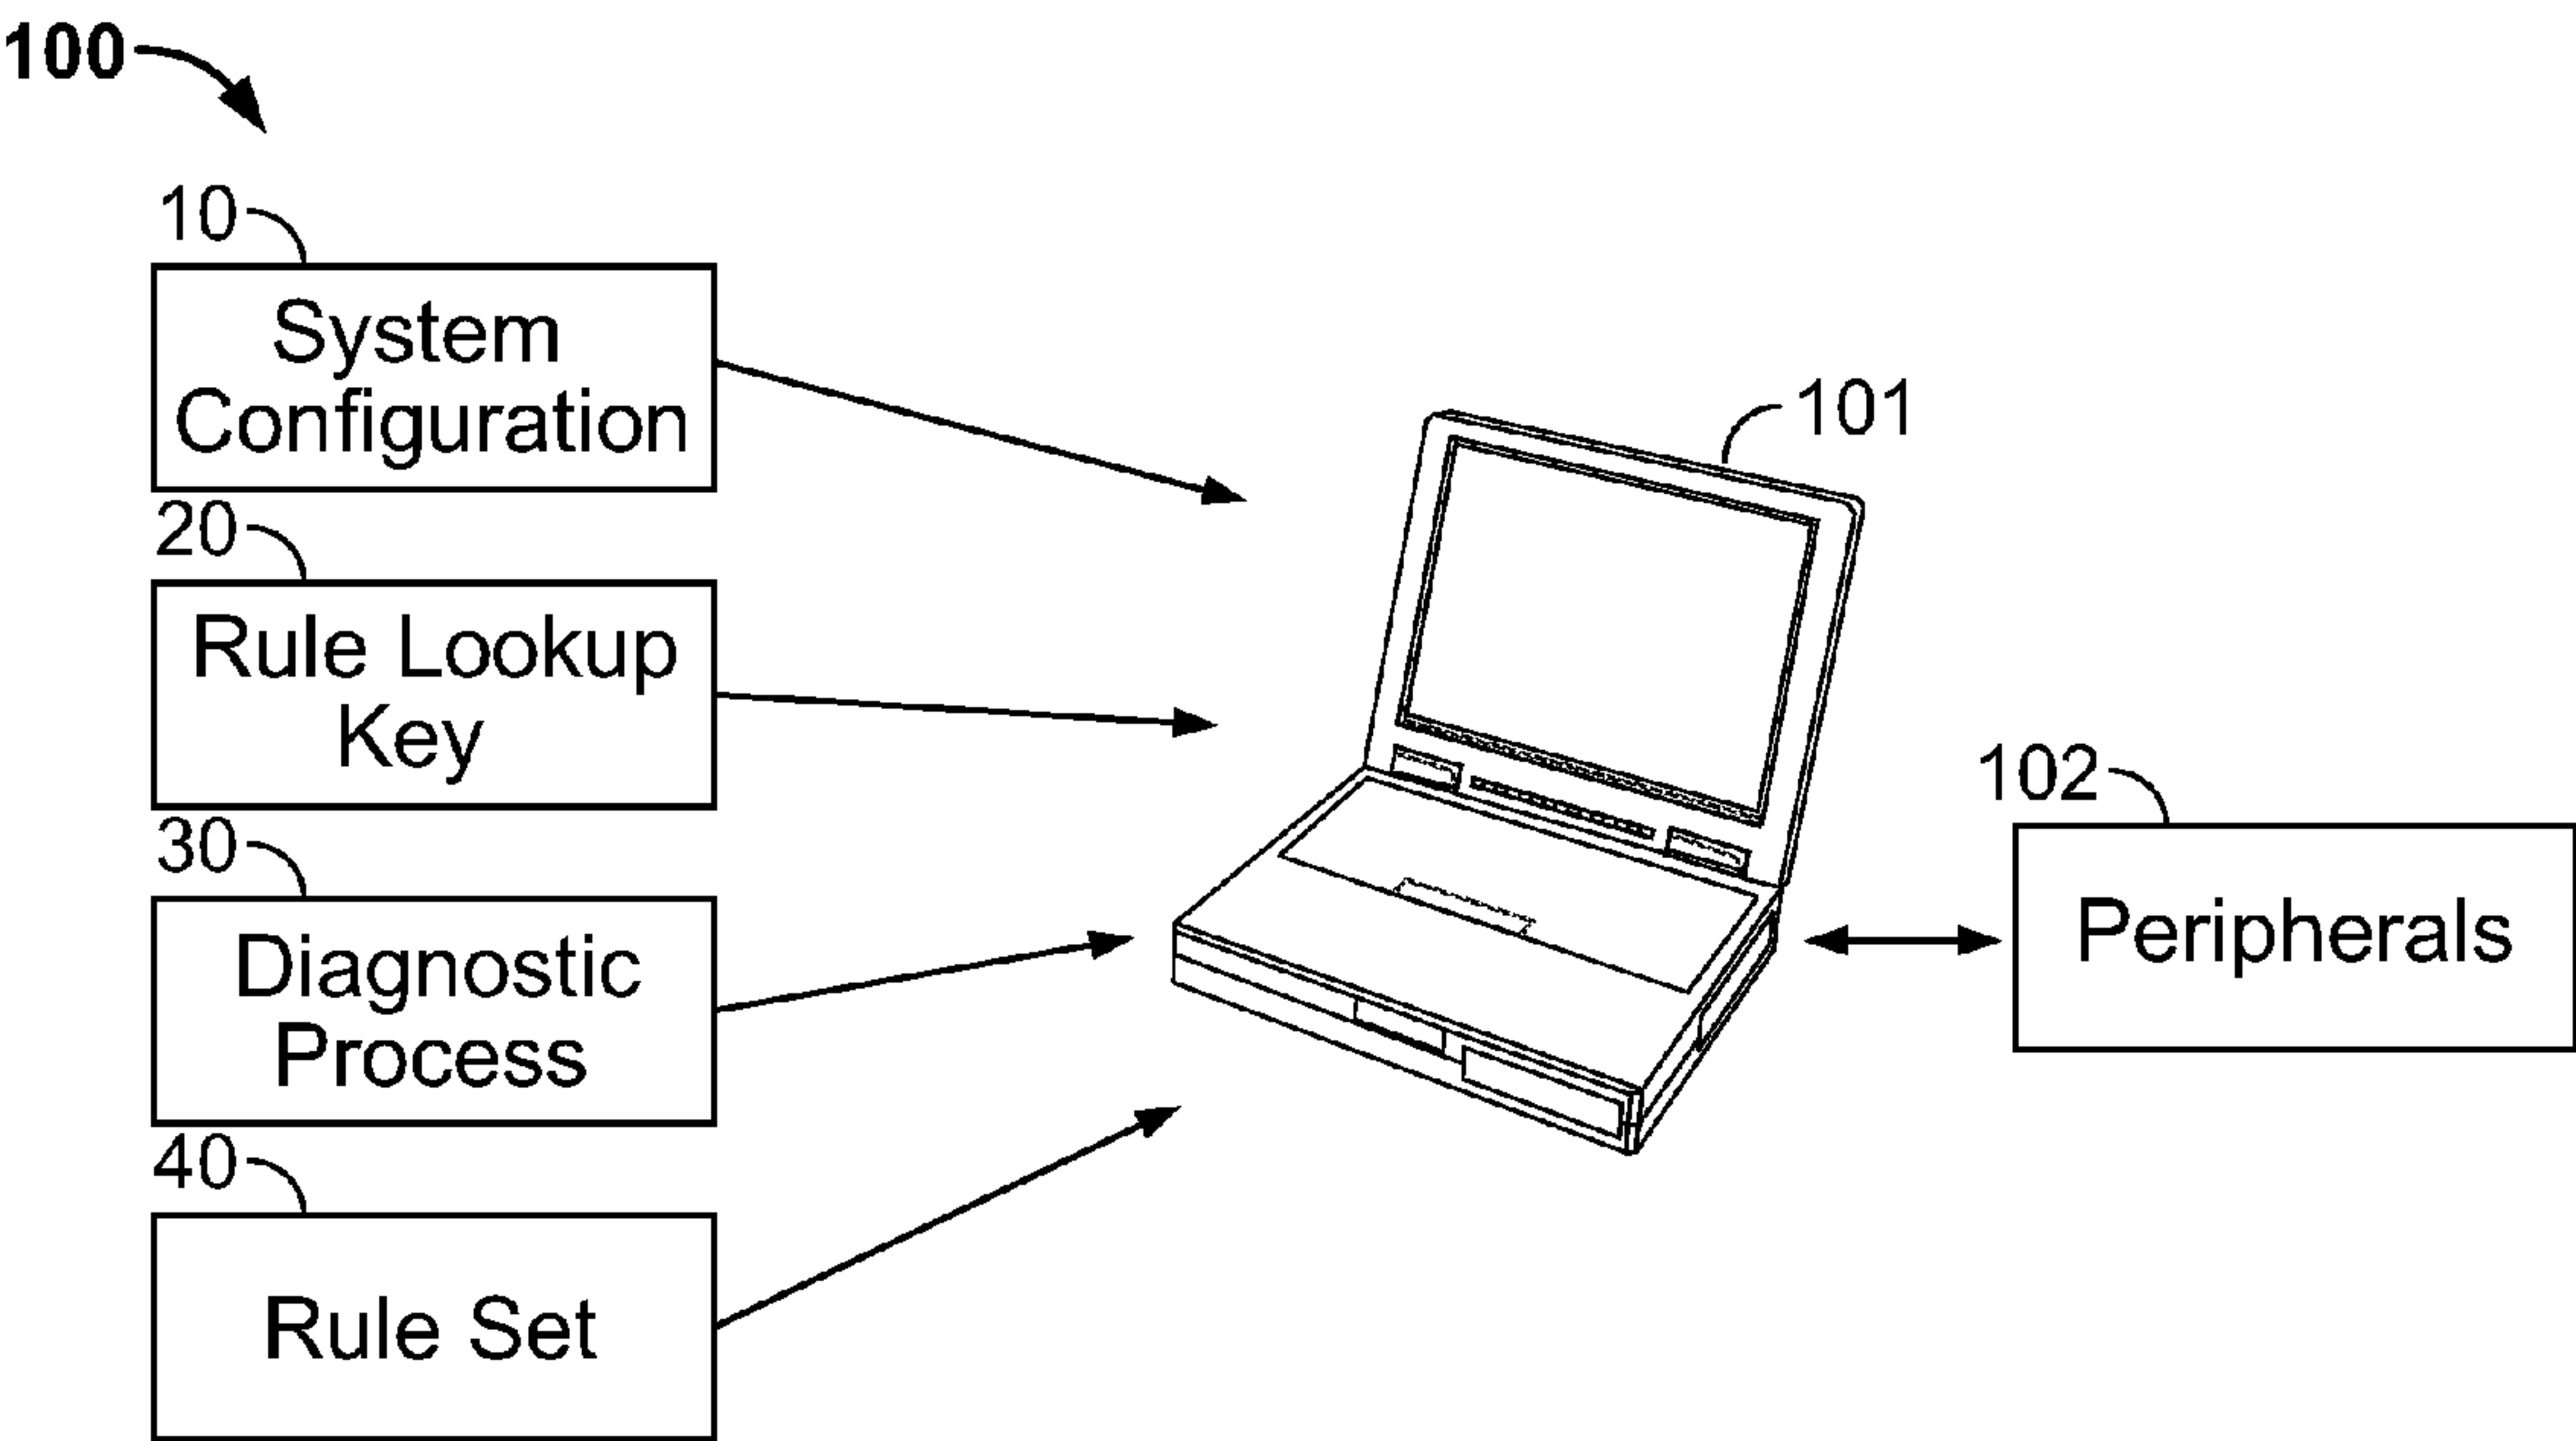 100
10
System
Configuration
20
Rule Lookup
Key
30
Diagnostic
Process
40
Rule Set
101
102
Peripherals